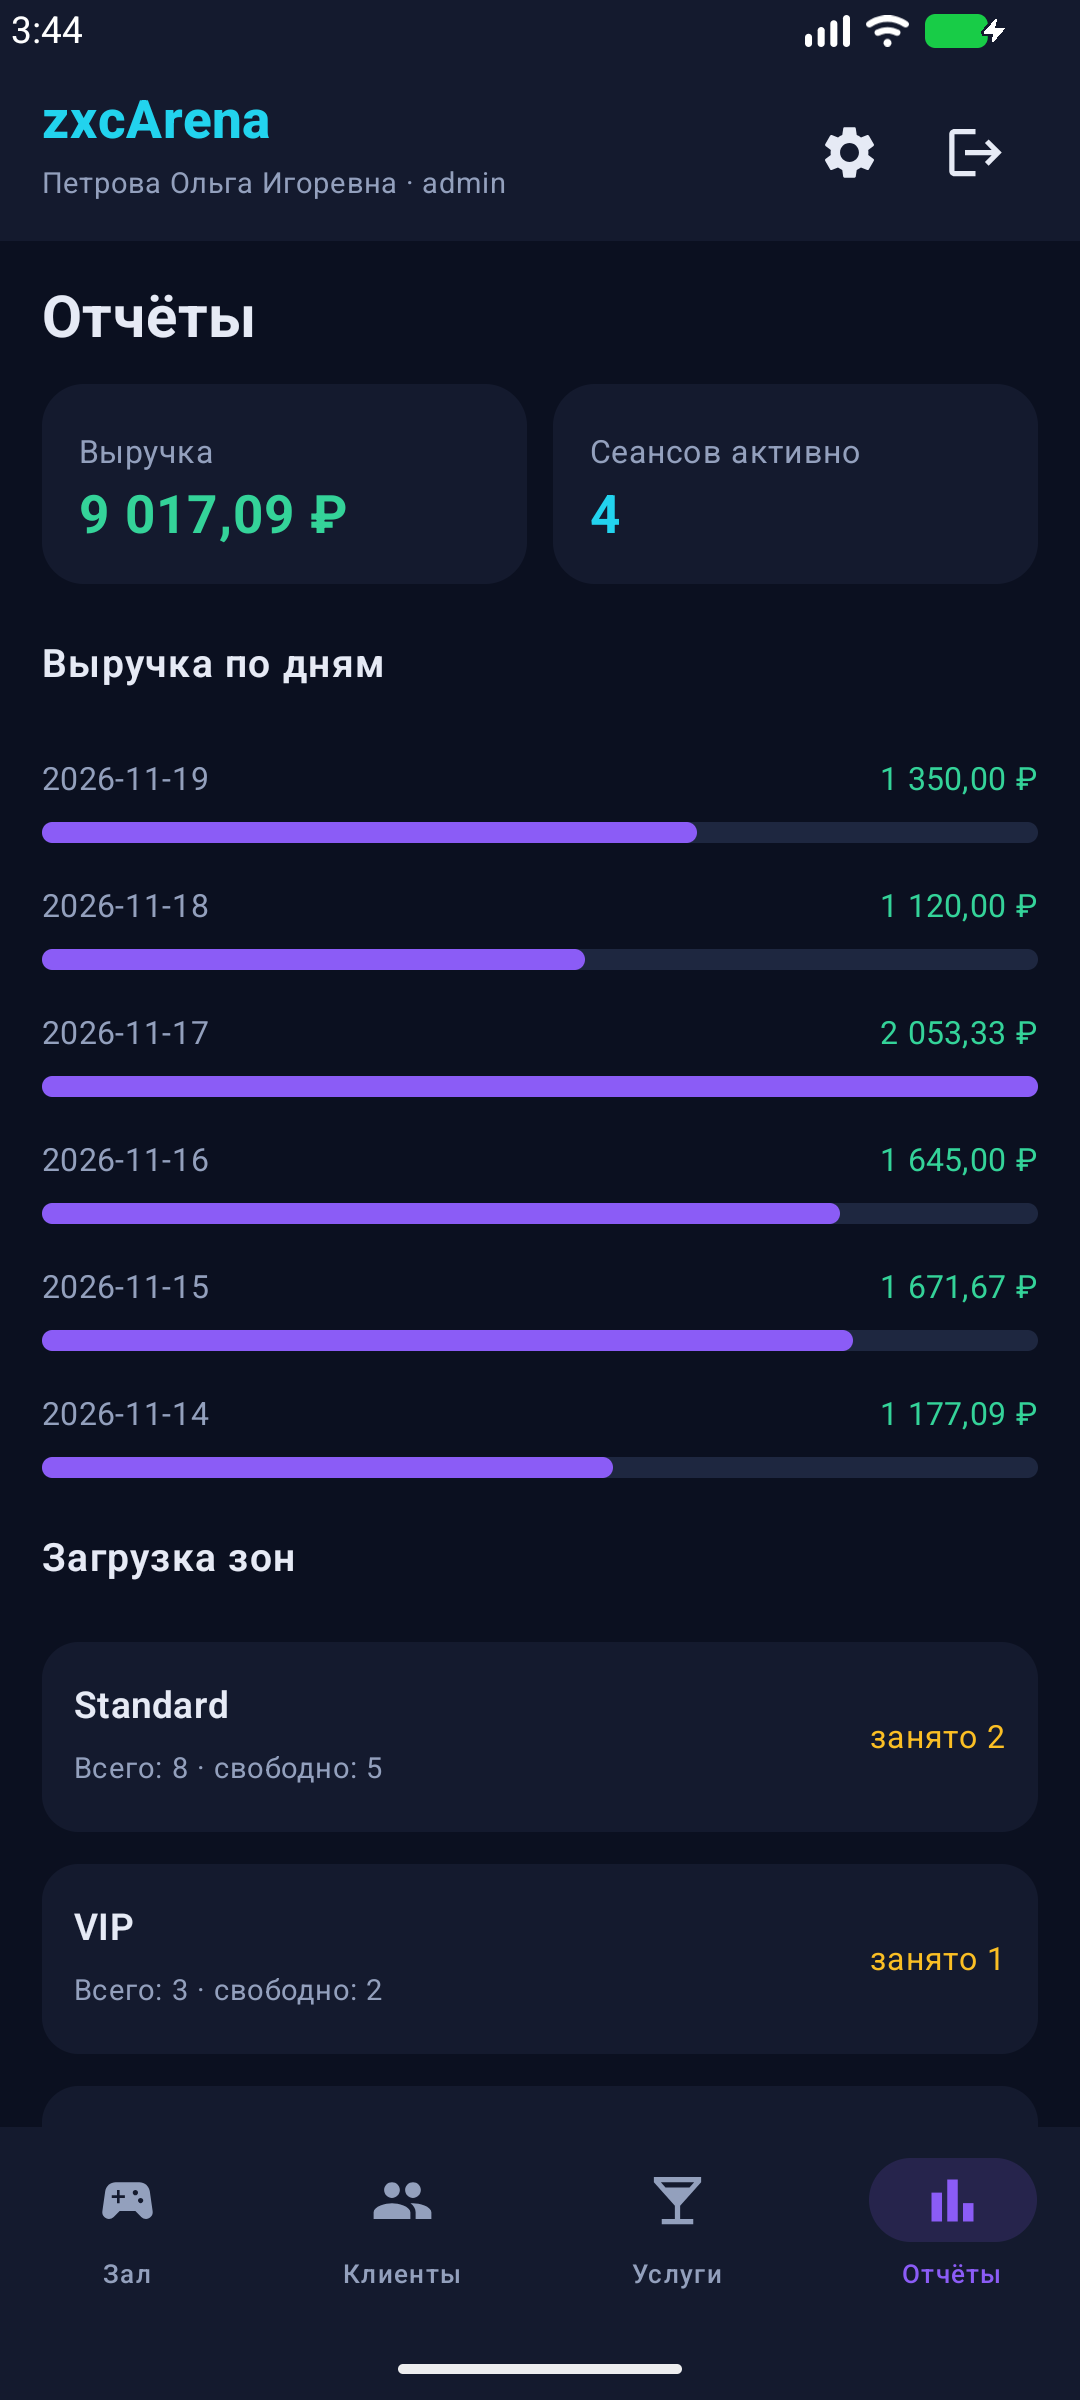 3:44
zxcArena
Петрова Ольга Игоревна · admin
Отчёты
Выручка
9 017,09 ₽
Сеансов активно
4
Выручка по дням
2026-11-19 1 350,00 ₽
2026-11-18 1 120,00 ₽
2026-11-17 2 053,33 ₽
2026-11-16 1 645,00 ₽
2026-11-15 1 671,67 ₽
2026-11-14 1 177,09 ₽
Загрузка зон
Standard
Всего: 8 · свободно: 5
занято 2
VIP
Всего: 3 · свободно: 2
занято 1
Зал
Клиенты
Услуги
Отчёты